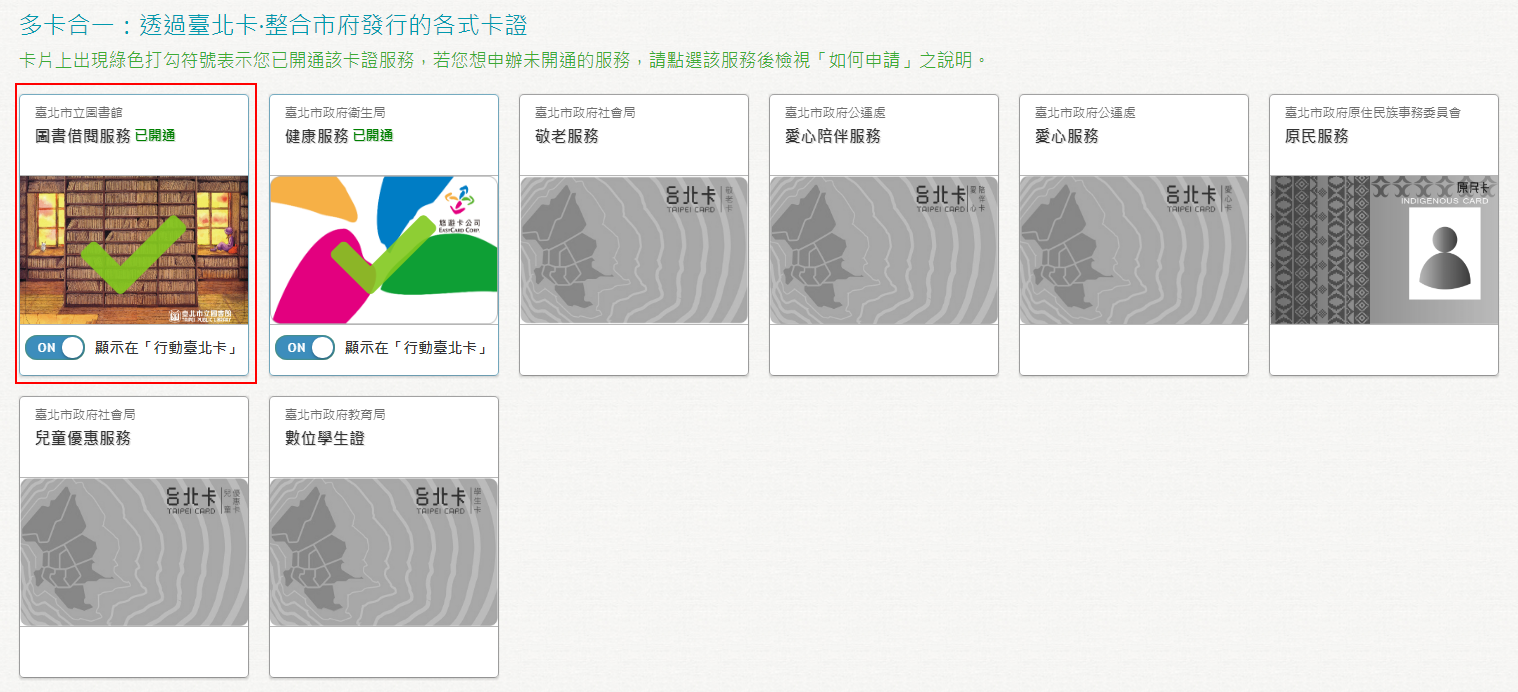 多卡合一：透過臺北卡‧整合市府發行的各式卡證
卡片上出現綠色打勾符號表示您已開通該卡證服務，若您想申辦未開通的服務，請點選該服務後檢視「如何申請」之說明。
臺北市立圖書館
圖書借閱服務 已開通
臺北市立圖書館
TAIPEI PUBLIC LIBRARY
ON 顯示在「行動臺北卡」
臺北市政府衛生局
健康服務 已開通
悠遊卡公司
EASYCARD CORP.
ON 顯示在「行動臺北卡」
臺北市政府社會局
敬老服務
台北卡 敬老卡
TAIPEI CARD
臺北市政府公運處
愛心陪伴服務
台北卡 愛心陪伴卡
TAIPEI CARD
臺北市政府公運處
愛心服務
台北卡 愛心卡
TAIPEI CARD
臺北市政府原住民族事務委員會
原民服務
原民卡
INDIGENOUS CARD
臺北市政府社會局
兒童優惠服務
台北卡 兒童優惠卡
TAIPEI CARD
臺北市政府教育局
數位學生證
台北卡 學生卡
TAIPEI CARD